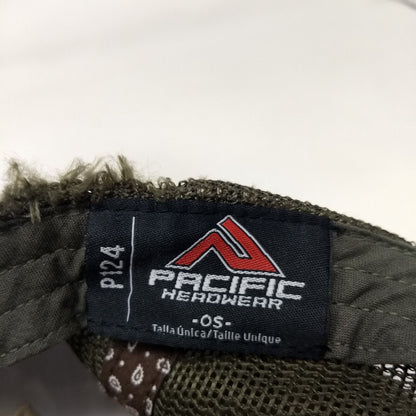 P124
PACIFIC
HEADWEAR
-OS-
Talla Única/Taille Unique